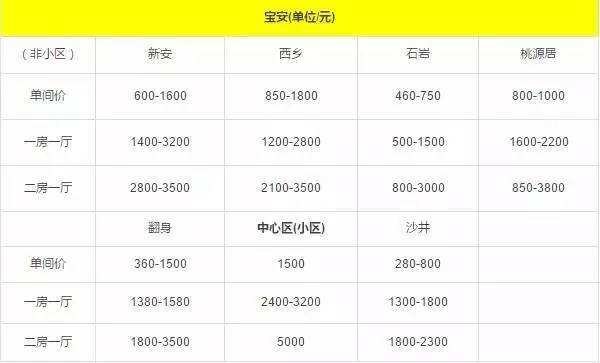 宝安(单位/元)
（非小区） 新安 西乡 石岩 桃源居
单间价 600-1600 850-1800 460-750 800-1000
一房一厅 1400-3200 1200-2800 500-1500 1600-2200
二房一厅 2800-3500 2100-3500 800-3000 850-3800
翻身 中心区(小区) 沙井
单间价 360-1500 1500 280-800
一房一厅 1380-1580 2400-3200 1300-1800
二房一厅 1800-3500 5000 1800-2300